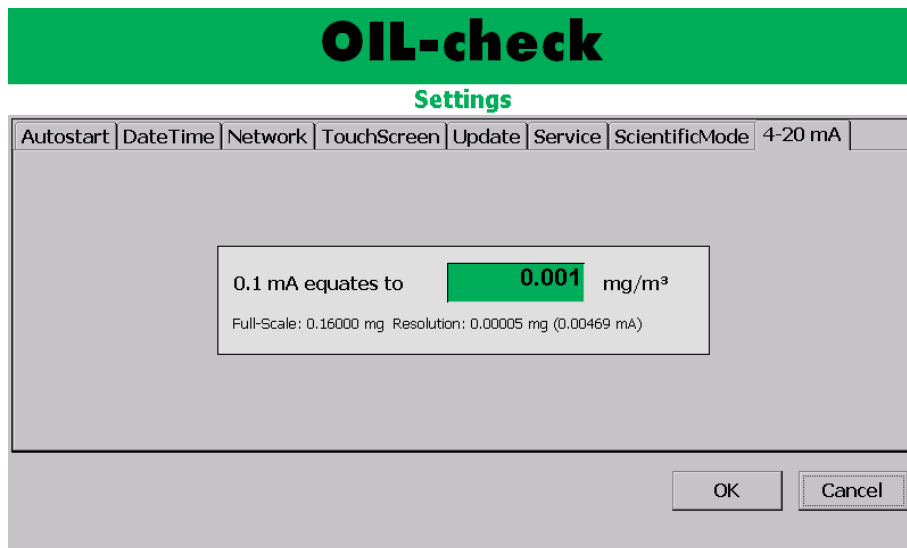 OIL-check
Settings
Autostart DateTime Network TouchScreen Update Service ScientificMode 4-20 mA
0.1 mA equates to 0.001 mg/m³
Full-Scale: 0.16000 mg Resolution: 0.00005 mg (0.00469 mA)
OK Cancel